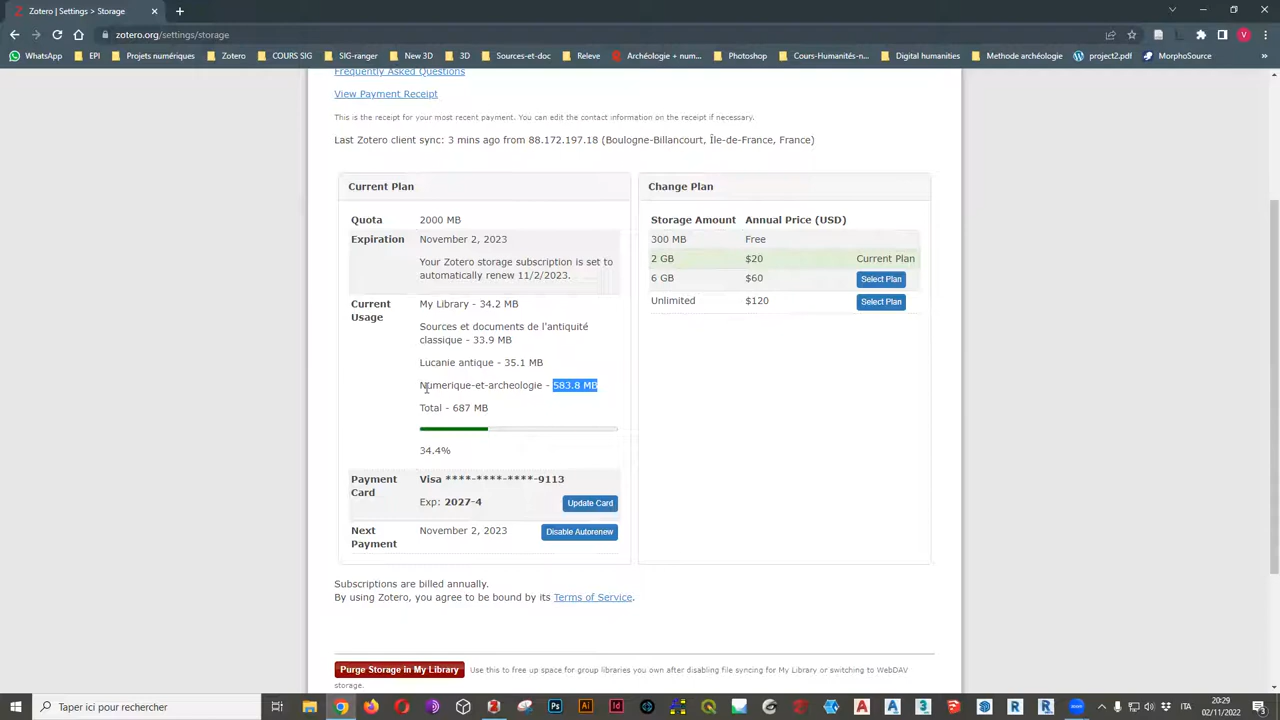 Zotero | Settings > Storage
zotero.org/settings/storage
WhatsApp EPI Projets numériques Zotero COURS SIG SIG-ranger New3D 3D Sources-et-doc Releve Archéologie + num... Photoshop Cours-Humanités-n... Digital humanities Methode archéologie project2.pdf MorphoSource
Frequently Asked Questions
View Payment Receipt
This is the receipt for your most recent payment. You can edit the contact information on the receipt if necessary.
Last Zotero client sync: 3 mins ago from 88.172.197.18 (Boulogne-Billancourt, Île-de-France, France)
Current Plan
Quota 2000 MB
Expiration November 2, 2023
Your Zotero storage subscription is set to
automatically renew 11/2/2023.
Current My Library - 34.2 MB
Usage
Sources et documents de l'antiquité
classique - 33.9 MB
Lucanie antique - 35.1 MB
Numerique-et-archeologie - 583.8 MB
Total - 687 MB
34.4%
Payment Visa ****-****-****-9113
Card
Exp: 2027-4 Update Card
Next November 2, 2023 Disable Autorenew
Payment
Change Plan
Storage Amount Annual Price (USD)
300 MB Free
2 GB $20 Current Plan
6 GB $60 Select Plan
Unlimited $120 Select Plan
Subscriptions are billed annually.
By using Zotero, you agree to be bound by its Terms of Service.
Purge Storage in My Library Use this to free up space for group libraries you own after disabling file syncing for My Library or switching to WebDAV
storage.
Taper ici pour rechercher
ITA
20:29
02/11/2022